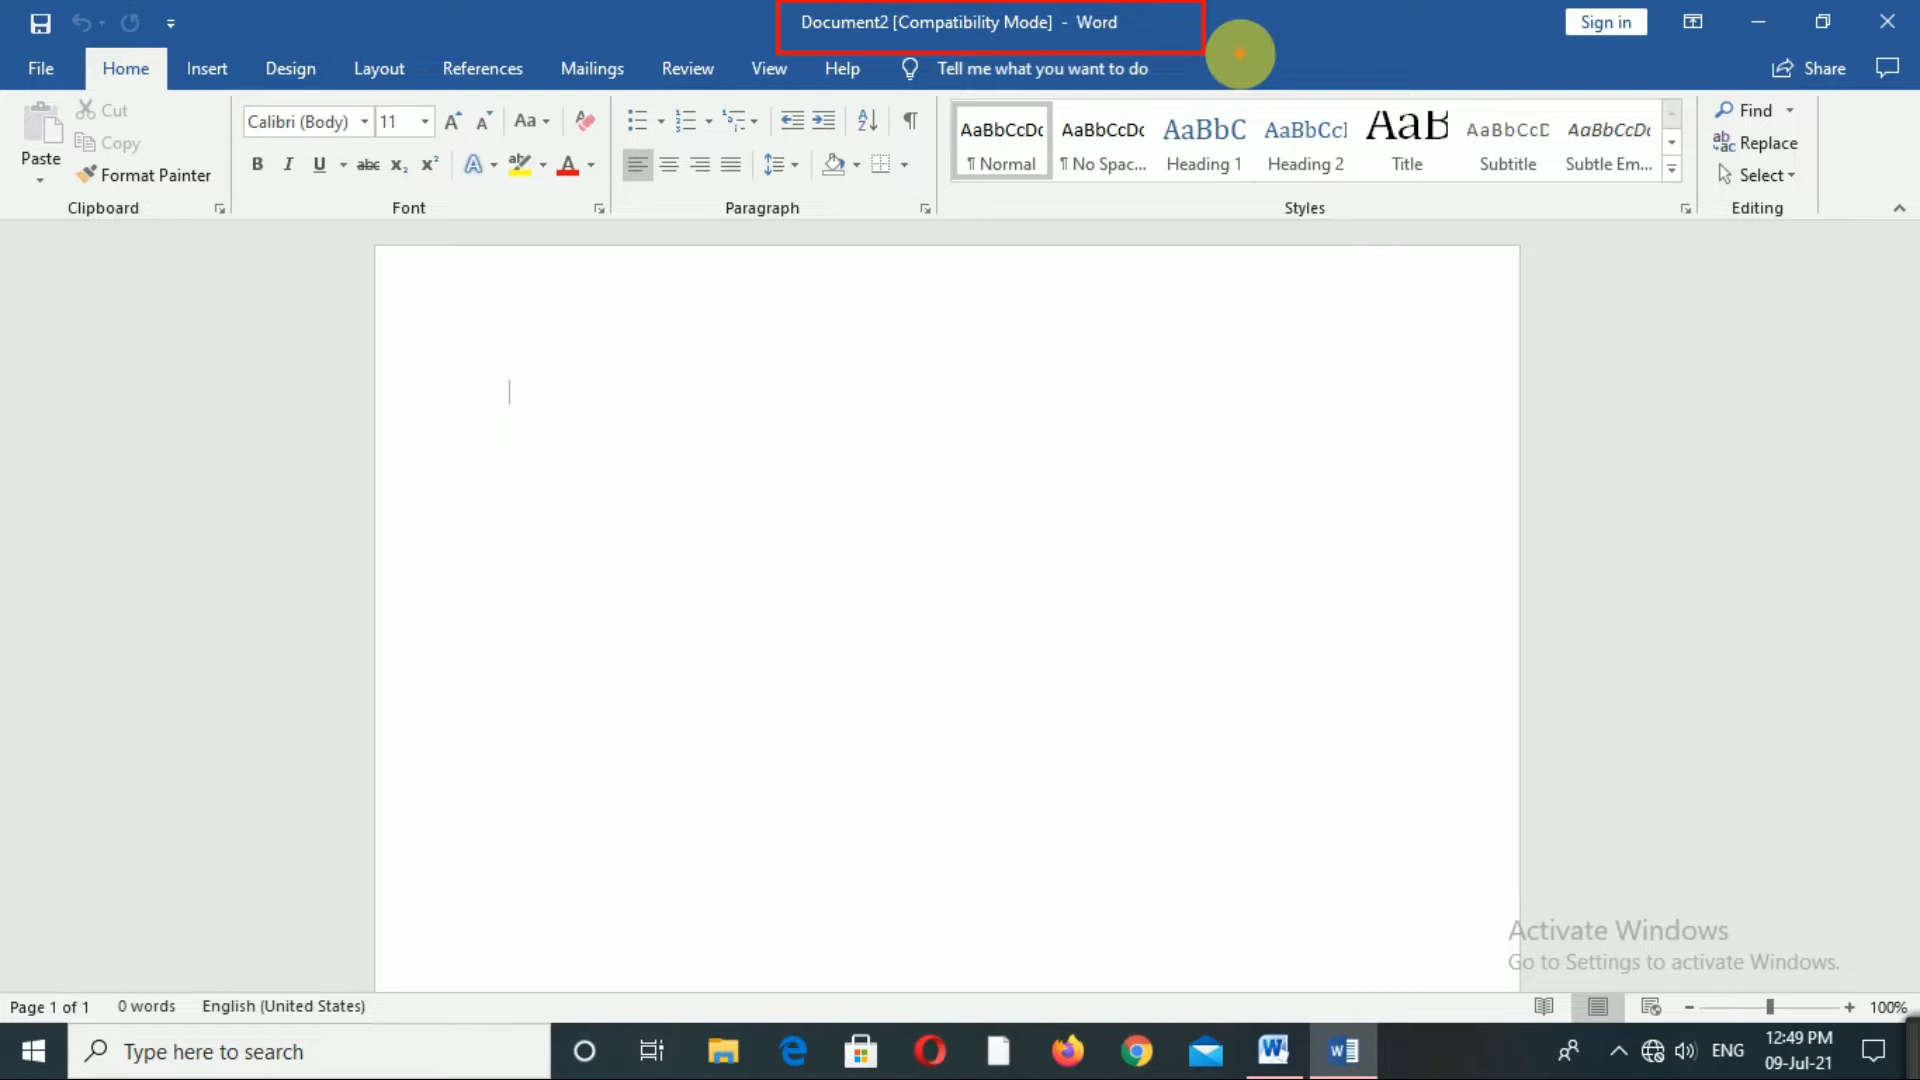 Document2 [Compatibility Mode] - Word
Sign in
File Home Insert Design Layout References Mailings Review View Help Tell me what you want to do Share
Paste
Cut
Copy
Format Painter
Clipboard
Calibri (Body) 11
Aa
B I U abc x₂ x² A ab A
Font
Paragraph
AaBbCcDc AaBbCcDc AaBbC AaBbCcI AaB AaBbCcD AaBbCcDc
¶ Normal ¶ No Spac... Heading 1 Heading 2 Title Subtitle Subtle Em...
Styles
Find
Replace
Select
Editing
Activate Windows
Go to Settings to activate Windows.
Page 1 of 1 0 words English (United States) 100%
Type here to search
ENG
12:49 PM
09-Jul-21